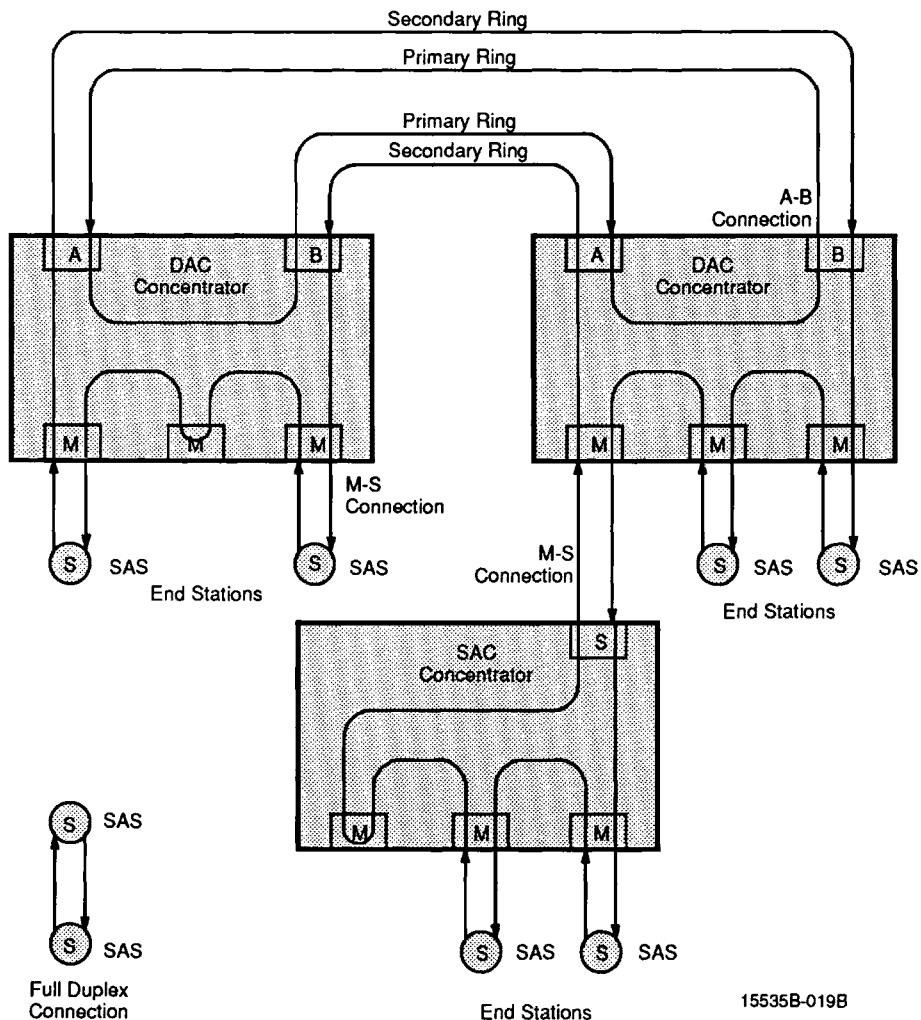 Secondary Ring
Primary Ring
Primary Ring
Secondary Ring
A-B
Connection
A
DAC
Concentrator
B
A
DAC
Concentrator
B
M
M
M
M
M
M
M-S
Connection
S
SAS
S
SAS
End Stations
M-S
Connection
S
SAS
S
SAS
End Stations
SAC
Concentrator
S
M
M
M
S
SAS
S
SAS
Full Duplex
Connection
S
SAS
S
SAS
End Stations
15535B-019B